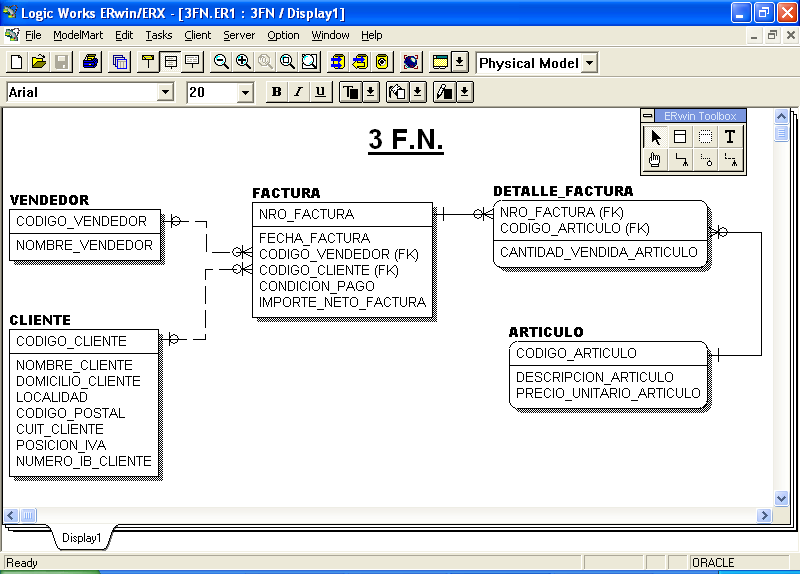 Logic Works ERwin/ERX - [3FN.ER1 : 3FN / Display1]
File ModelMart Edit Tasks Client Server Option Window Help
Physical Model
Arial 20 B I U T
3 F.N.
ERwin Toolbox
T
VENDEDOR
CODIGO_VENDEDOR
NOMBRE_VENDEDOR
FACTURA
NRO_FACTURA
FECHA_FACTURA
CODIGO_VENDEDOR (FK)
CODIGO_CLIENTE (FK)
CONDICION_PAGO
IMPORTE_NETO_FACTURA
DETALLE_FACTURA
NRO_FACTURA (FK)
CODIGO_ARTICULO (FK)
CANTIDAD_VENDIDA_ARTICULO
CLIENTE
CODIGO_CLIENTE
NOMBRE_CLIENTE
DOMICILIO_CLIENTE
LOCALIDAD
CODIGO_POSTAL
CUIT_CLIENTE
POSICION_IVA
NUMERO_IB_CLIENTE
ARTICULO
CODIGO_ARTICULO
DESCRIPCION_ARTICULO
PRECIO_UNITARIO_ARTICULO
Display1
Ready
ORACLE